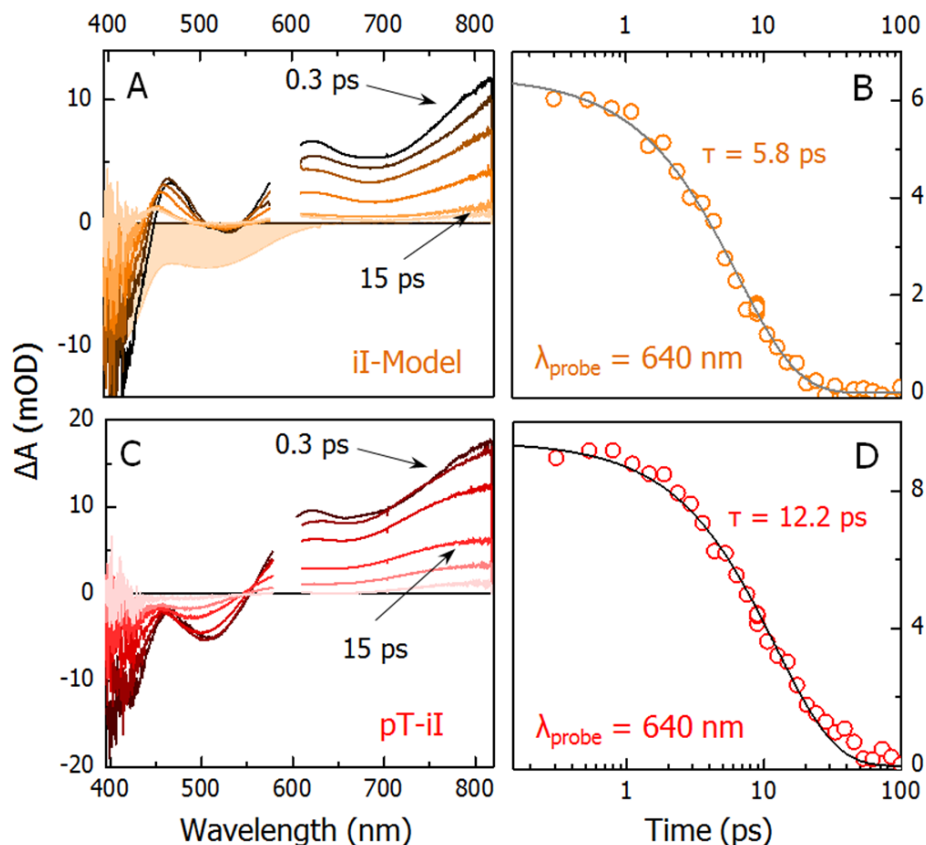 400 500 600 700 800
1 10 100
A
0.3 ps
10
0
-10
15 ps
iI-Model
B
6
4
2
0
τ = 5.8 ps
λprobe = 640 nm
ΔA (mOD)
C
0.3 ps
20
10
0
-10
-20
15 ps
pT-iI
D
8
4
0
τ = 12.2 ps
λprobe = 640 nm
400 500 600 700 800
1 10 100
Wavelength (nm)
Time (ps)